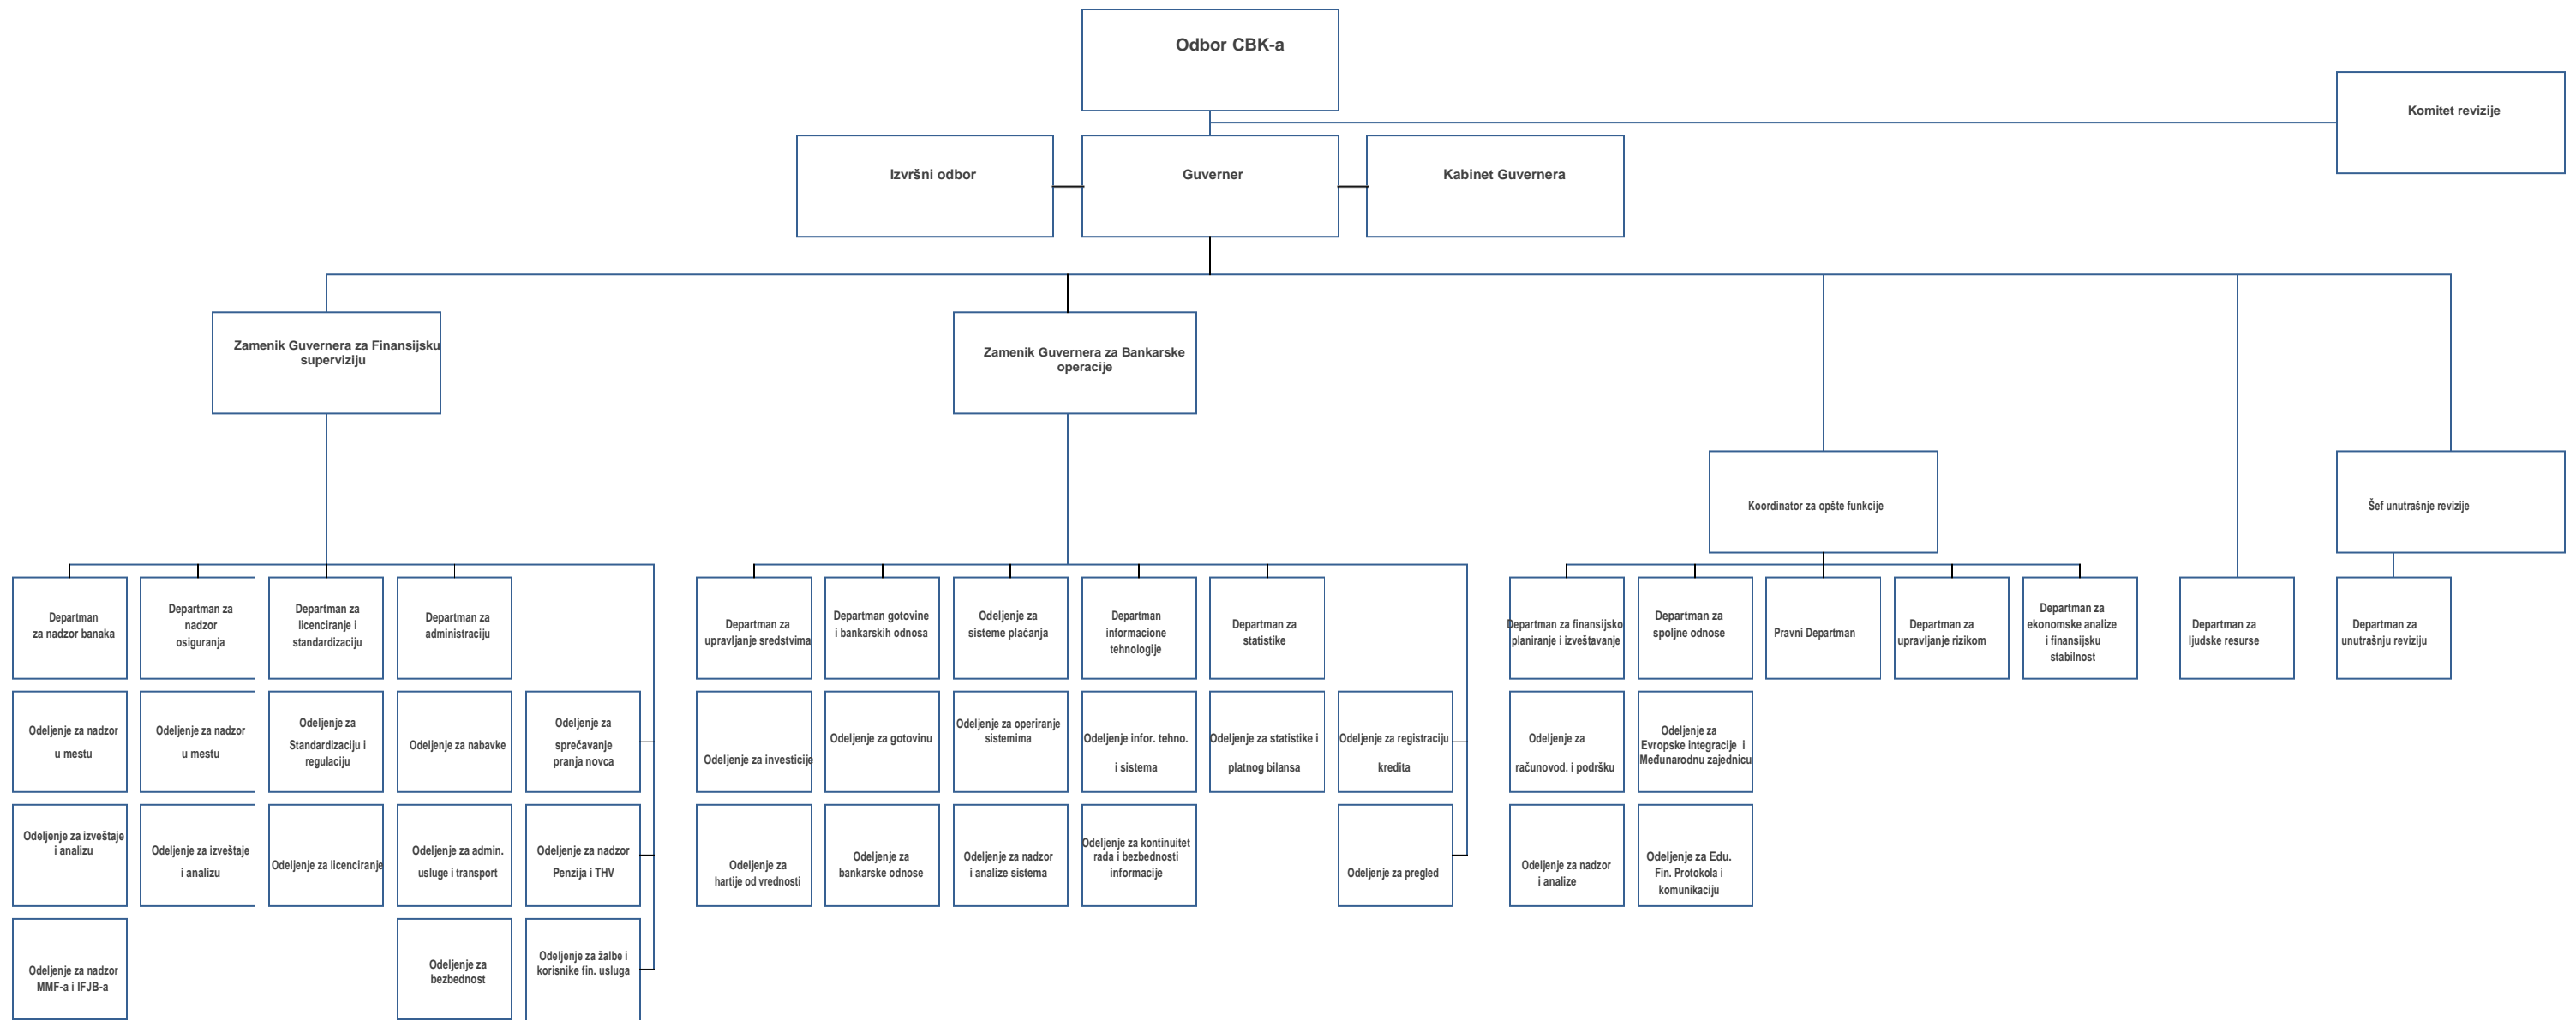 Odbor CBK-a
Komitet revizije
Izvršni odbor
Guverner
Kabinet Guvernera
Zamenik Guvernera za Finansijsku
superviziju
Zamenik Guvernera za Bankarske
operacije
Koordinator za opšte funkcije
Šef unutrašnje revizije
Departman
za nadzor banaka
Departman za
nadzor
osiguranja
Departman za
licenciranje i
standardizaciju
Departman za
administraciju
Departman za
upravljanje sredstvima
Departman gotovine
i bankarskih odnosa
Odeljenje za
sisteme plaćanja
Departman
informacione
tehnologije
Departman za
statistike
Departman za finansijsko
planiranje i izveštavanje
Departman za
spoljne odnose
Pravni Departman
Departman za
upravljanje rizikom
Departman za
ekonomske analize
i finansijsku
stabilnost
Departman za
ljudske resurse
Departman za
unutrašnju reviziju
Odeljenje za nadzor
u mestu
Odeljenje za nadzor
u mestu
Odeljenje za
Standardizaciju i
regulaciju
Odeljenje za nabavke
Odeljenje za
sprečavanje
pranja novca
Odeljenje za investicije
Odeljenje za gotovinu
Odeljenje za operiranje
sistemima
Odeljenje infor. tehno.
i sistema
Odeljenje za statistike i
platnog bilansa
Odeljenje za registraciju
kredita
Odeljenje za
računovod. i podršku
Odeljenje za
Evropske integracije i
Međunarodnu zajednicu
Odeljenje za izveštaje
i analizu
Odeljenje za izveštaje
i analizu
Odeljenje za licenciranje
Odeljenje za admin.
usluge i transport
Odeljenje za nadzor
Penzija i THV
Odeljenje za
hartije od vrednosti
Odeljenje za
bankarske odnose
Odeljenje za nadzor
i analize sistema
Odeljenje za kontinuitet
rada i bezbednosti
informacije
Odeljenje za pregled
Odeljenje za nadzor
i analize
Odeljenje za Edu.
Fin. Protokola i
komunikaciju
Odeljenje za nadzor
MMF-a i IFJB-a
Odeljenje za
bezbednost
Odeljenje za žalbe i
korisnike fin. usluga